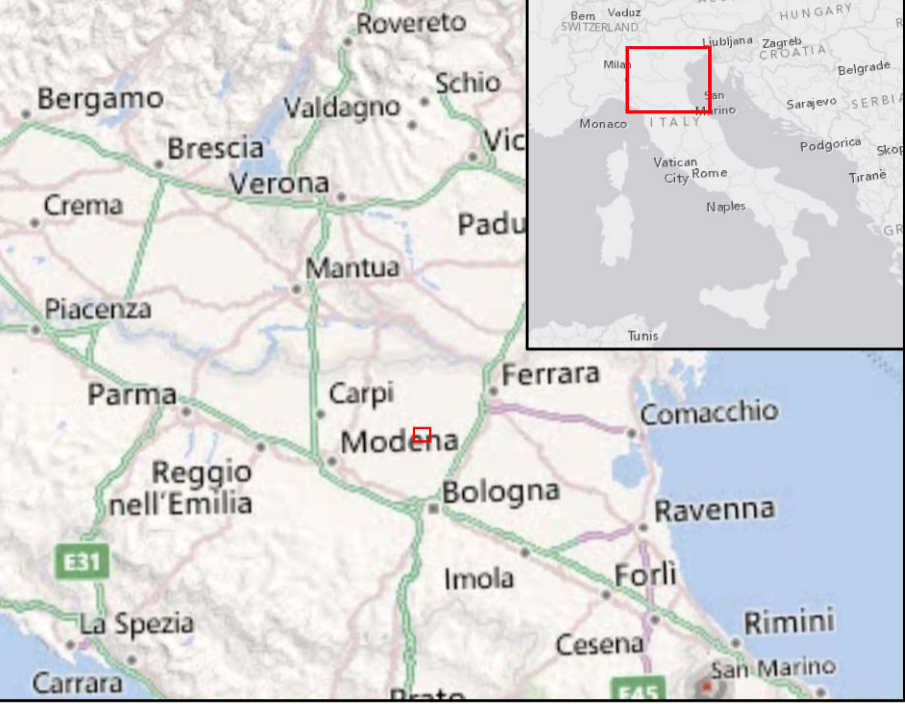 Rovereto
Bergamo
Schio
Valdagno
Brescia
Vic
Verona
Crema
Padu
Mantua
Piacenza
Ferrara
Parma
Carpi
Comacchio
Modena
Reggio
nell'Emilia
Bologna
Ravenna
E31
Imola
Forlì
La Spezia
Rimini
Cesena
San Marino
Carrara
Prato
E45
Bern
Vaduz
HUNGARY
SWITZERLAND
Ljubljana
Zagreb
CROATIA
Milan
Belgrade
San
Marino
Sarajevo
SERBIA
Monaco
ITALY
Podgorica
Skop
Vatican
City
Rome
Tiranë
Naples
GR
Tunis